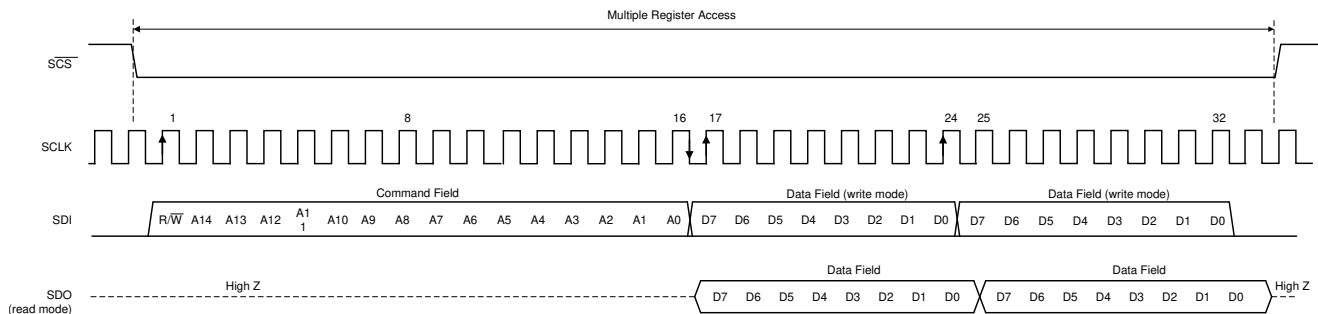 Multiple Register Access
SCS
1 8 16 17 24 25 32
SCLK
Command Field Data Field (write mode) Data Field (write mode)
SDI R/W A14 A13 A12 A1 A10 A9 A8 A7 A6 A5 A4 A3 A2 A1 A0 D7 D6 D5 D4 D3 D2 D1 D0 D7 D6 D5 D4 D3 D2 D1 D0
1
Data Field Data Field
High Z High Z
SDO D7 D6 D5 D4 D3 D2 D1 D0 D7 D6 D5 D4 D3 D2 D1 D0
(read mode)